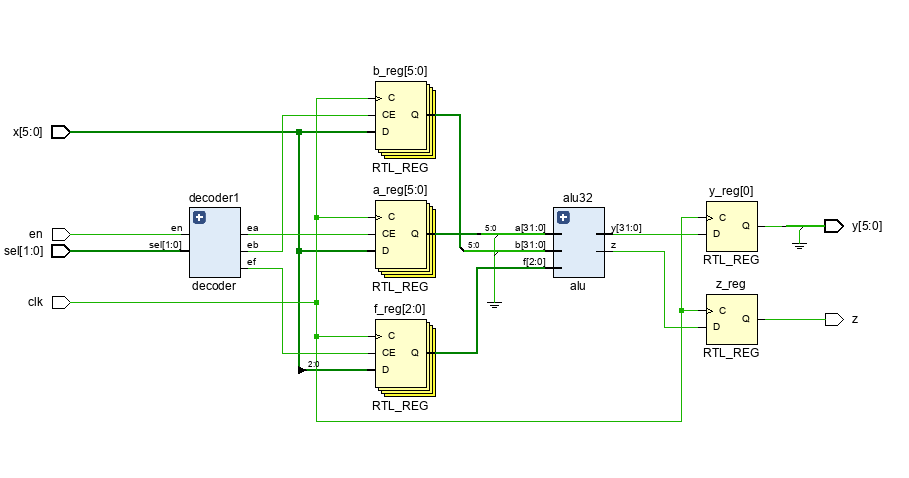 b_reg[5:0]
C
CE
Q
D
RTL_REG
x[5:0]
decoder1
en
sel[1:0]
ea
eb
ef
decoder
en
sel[1:0]
clk
a_reg[5:0]
C
CE
Q
D
RTL_REG
f_reg[2:0]
C
CE
Q
2:0
D
RTL_REG
5:0
5:0
alu32
a[31:0]
b[31:0]
f[2:0]
y[31:0]
z
alu
y_reg[0]
C
Q
D
RTL_REG
z_reg
C
Q
D
RTL_REG
y[5:0]
z